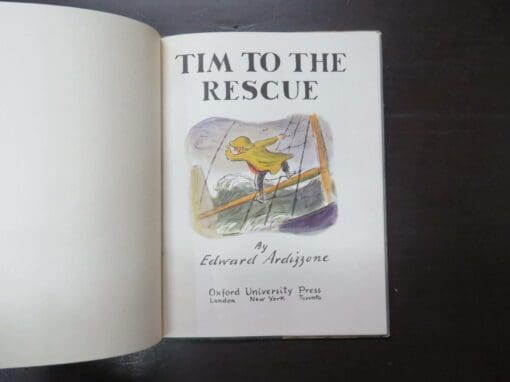 TIM TO THE
RESCUE
By
Edward Ardizzone
Oxford University Press
London New York Toronto